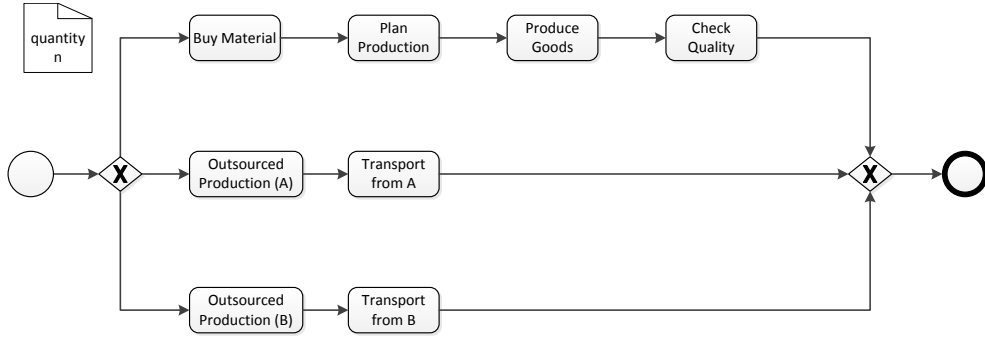 quantity
n
Buy Material
Plan
Production
Produce
Goods
Check
Quality
X
Outsourced
Production (A)
Transport
from A
X
Outsourced
Production (B)
Transport
from B